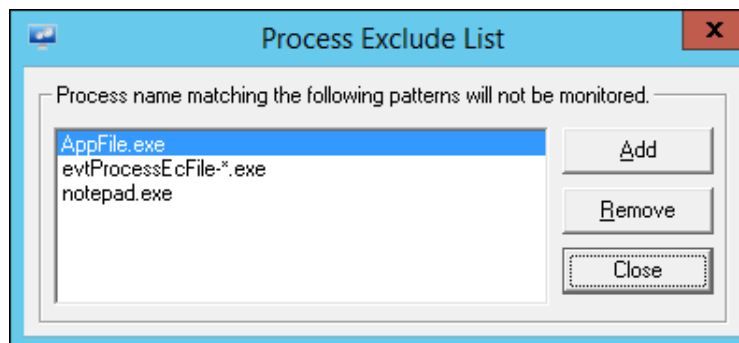 Process Exclude List
x
Process name matching the following patterns will not be monitored.
AppFile.exe
evtProcessEcFile-*.exe
notepad.exe
Add
Remove
Close